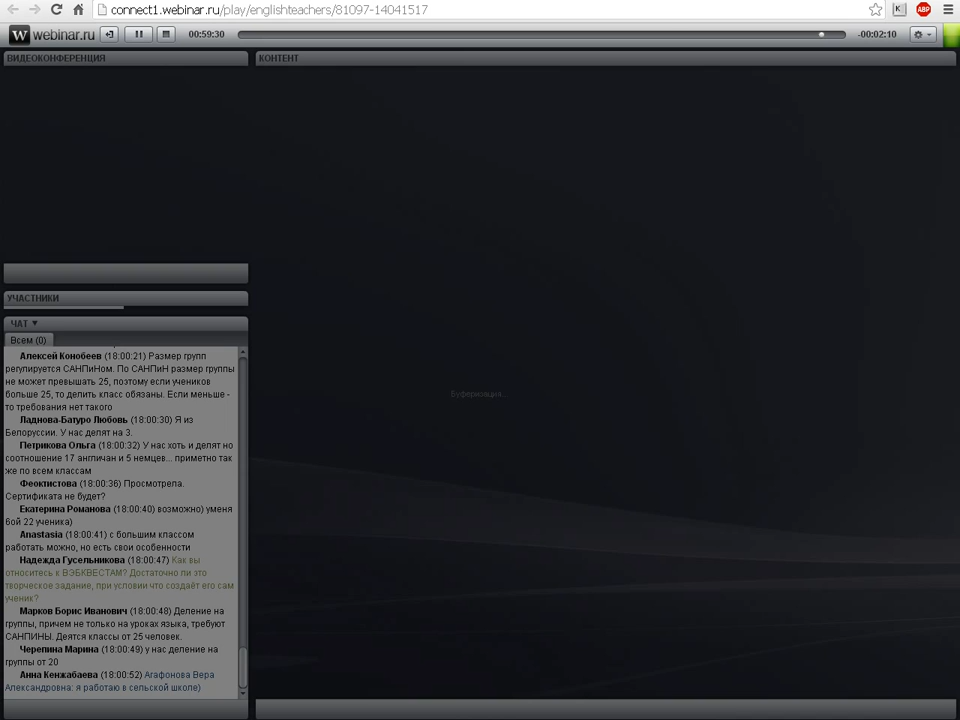 connect1.webinar.ru/play/englishteachers/81097-14041517
K
ABP
W webinar.ru
00:59:30
-00:02:10
ВИДЕОКОНФЕРЕНЦИЯ
КОНТЕНТ
УЧАСТНИКИ
ЧАТ
Всем (0)
Алексей Конобеев (18:00:21) Размер групп
регулируется САНПиНом. По САНПиН размер группы
не может превышать 25, поэтому если учеников
больше 25, то делить класс обязаны. Если меньше -
то требования нет такого
Ладнова-Батуро Любовь (18:00:30) Я из
Белоруссии. У нас делят на 3.
Петрикова Ольга (18:00:32) У нас хоть и делят но
соотношение 17 англичан и 5 немцев... приметно так
же по всем классам
Феоктистова (18:00:36) Просмотрела.
Сертификата не будет?
Екатерина Романова (18:00:40) возможно) уменя
6ой 22 ученика)
Anastasia (18:00:41) с большим классом
работать можно, но есть свои особенности
Надежда Гусельникова (18:00:47) Как вы
относитесь к ВЭБКВЕСТАМ? Достаточно ли это
творческое задание, при условии что создаёт его сам
ученик?
Марков Борис Иванович (18:00:48) Деление на
группы, причем не только на уроках языка, требуют
САНПИНЫ. Деятся классы от 25 человек.
Черепина Марина (18:00:49) у нас деление на
группы от 20
Анна Кенжабаева (18:00:52) Агафонова Вера
Александровна: я работаю в сельской школе)
Буферизация...